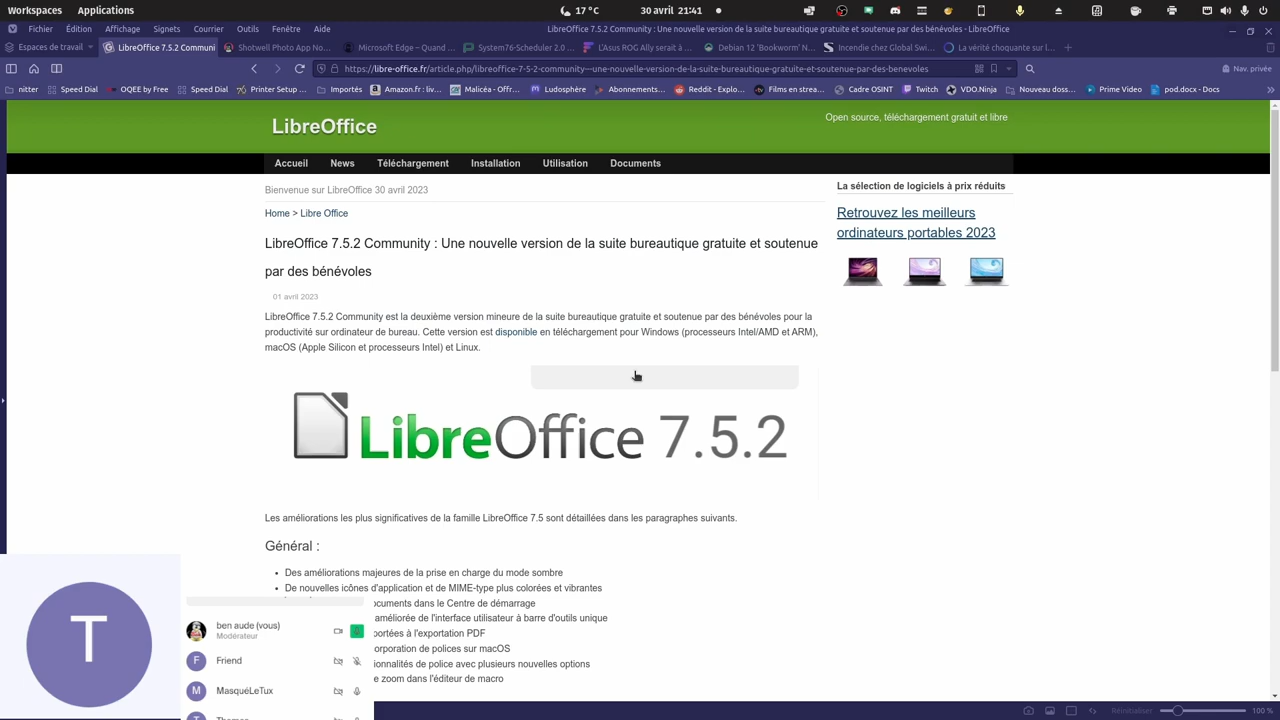 Workspaces
Applications
30 avril 23:41
Fichier Édition Affichage Signets Courrier Outils Fenêtre Aide
LibreOffice 7.5.2 Community : Une nouvelle version de la suite bureautique gratuite et soutenue par des bénévoles - LibreOffice
Espaces de travail
LibreOffice 7.5.2 Communi
Shotwell Photo App No
Microsoft Edge – Quand
System76-Scheduler 2.0
L'Asus ROG Ally serait à
Debian 12 'Bookworm' N
Incendie chez Global Swi
La vérité choquante sur l
https://libre-office.fr/article.php/libreoffice-7-5-2-community---une-nouvelle-version-de-la-suite-bureautique-gratuite-et-soutenue-par-des-benevoles
Nav. privée
nitter
Speed Dial
OQEE by Free
Speed Dial
Printer Setup ...
Importés
Amazon.fr : liv...
Malicéa - Offr...
Ludosphère
Abonnements...
Reddit - Explo...
Films en strea...
Cadre OSINT
Twitch
VDO.Ninja
Nouveau doss...
Prime Video
pod.docx - Docs
LibreOffice
Open source, téléchargement gratuit et libre
Accueil News Téléchargement Installation Utilisation Documents
Bienvenue sur LibreOffice 30 avril 2023
La sélection de logiciels à prix réduits
Home > Libre Office
Retrouvez les meilleurs
ordinateurs portables 2023
LibreOffice 7.5.2 Community : Une nouvelle version de la suite bureautique gratuite et soutenue
par des bénévoles
01 avril 2023
LibreOffice 7.5.2 Community est la deuxième version mineure de la suite bureautique gratuite et soutenue par des bénévoles pour la
productivité sur ordinateur de bureau. Cette version est disponible en téléchargement pour Windows (processeurs Intel/AMD et ARM),
macOS (Apple Silicon et processeurs Intel) et Linux.
LibreOffice 7.5.2
Les améliorations les plus significatives de la famille LibreOffice 7.5 sont détaillées dans les paragraphes suivants.
Général :
• Des améliorations majeures de la prise en charge du mode sombre
• De nouvelles icônes d'application et de MIME-type plus colorées et vibrantes
ocuments dans le Centre de démarrage
améliorée de l'interface utilisateur à barre d'outils unique
portées à l'exportation PDF
orporation de polices sur macOS
ionnalités de police avec plusieurs nouvelles options
e zoom dans l'éditeur de macro
T
ben aude (vous)
Modérateur
F
Friend
M
MasquéLeTux
Réinitialiser
100 %